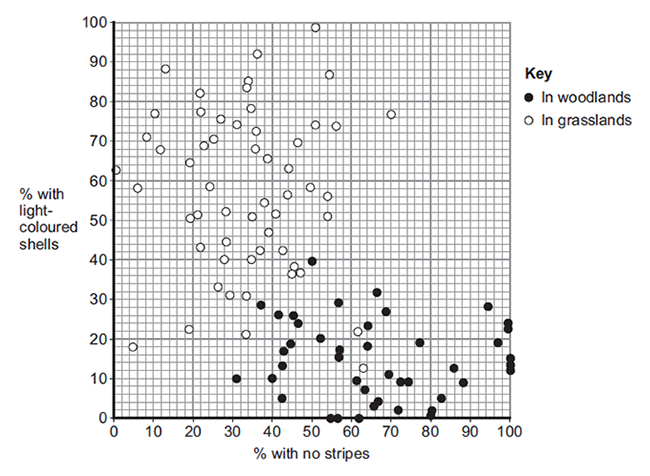 100
90
80
70
60
50
40
30
20
10
0
% with
light-
coloured
shells
0 10 20 30 40 50 60 70 80 90 100
% with no stripes
Key
In woodlands
In grasslands